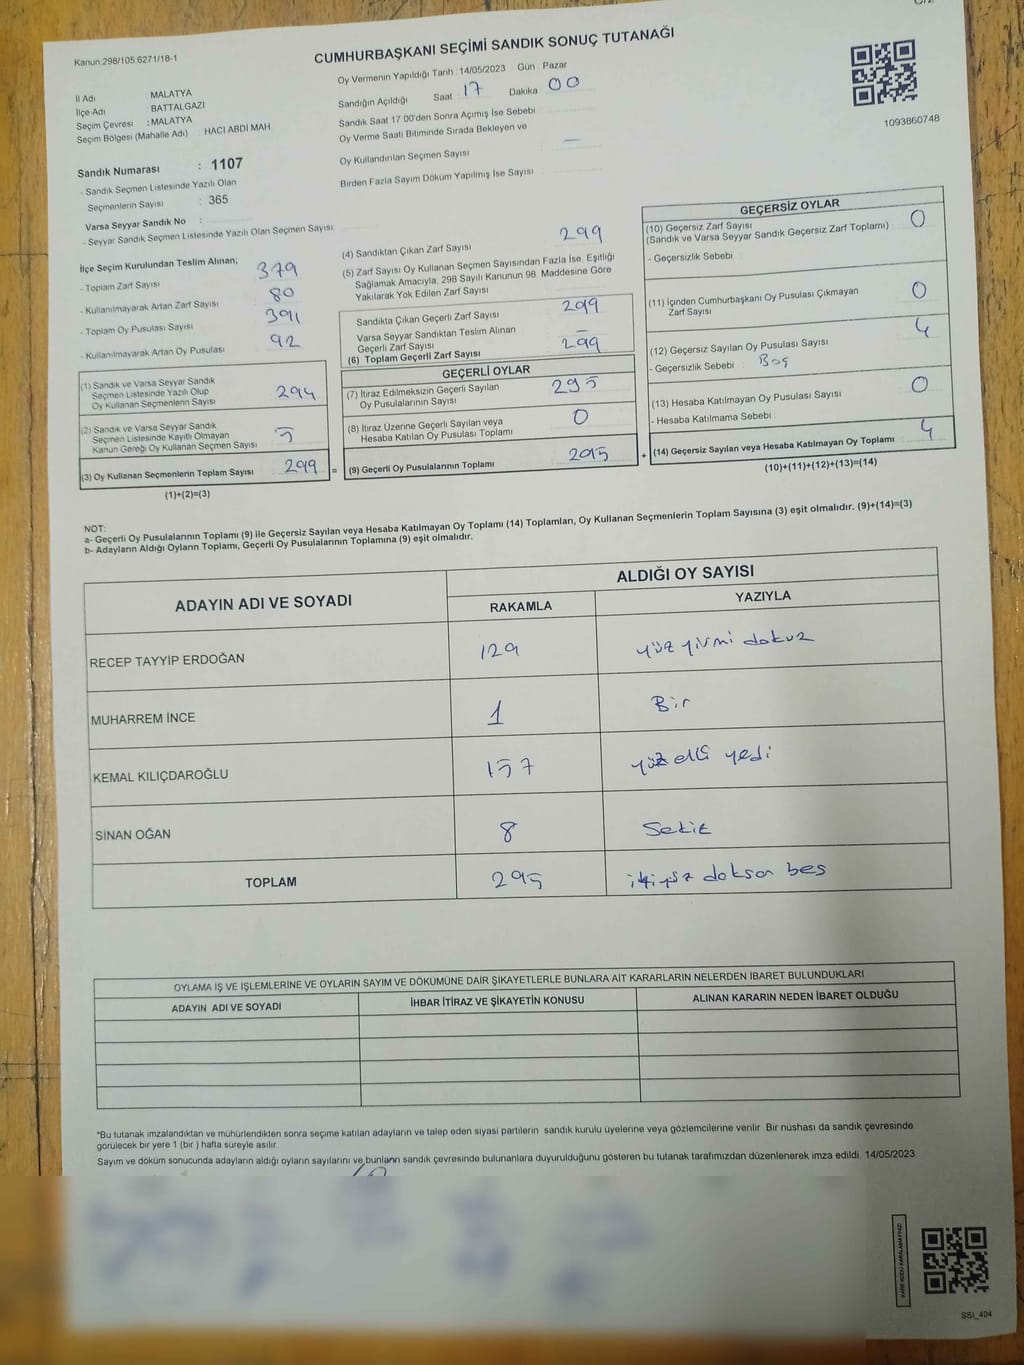 Kanun.298/105.6271/18-1
CUMHURBAŞKANI SEÇİMİ SANDIK SONUÇ TUTANAĞI
Oy Vermenin Yapıldığı Tarih : 14/05/2023 Gün : Pazar
İl Adı : MALATYA
İlçe Adı : BATTALGAZİ
Seçim Çevresi : MALATYA
Seçim Bölgesi (Mahalle Adı) : HACI ABDİ MAH.
Sandığın Açıldığı Saat 17 Dakika 00
Sandık Saat 17:00'den Sonra Açımış İse Sebebi
Oy Verme Saati Bitiminde Sırada Bekleyen ve
Oy Kullandırılan Seçmen Sayısı : —
Birden Fazla Sayım Döküm Yapılmış İse Sayısı :
1093860748
Sandık Numarası : 1107
- Sandık Seçmen Listesinde Yazılı Olan
Seçmenlerin Sayısı : 365
Varsa Seyyar Sandık No :
- Seyyar Sandık Seçmen Listesinde Yazılı Olan Seçmen Sayısı :
İlçe Seçim Kurulundan Teslim Alınan;
- Toplam Zarf Sayısı 379
- Kullanılmayarak Artan Zarf Sayısı 80
- Toplam Oy Pusulası Sayısı 391
- Kullanılmayarak Artan Oy Pusulası 92
(1) Sandık ve Varsa Seyyar Sandık
Seçmen Listesinde Yazılı Olup
Oy Kullanan Seçmenlerin Sayısı 294
(2) Sandık ve Varsa Seyyar Sandık
Seçmen Listesinde Kayıtlı Olmayan
Kanun Gereği Oy Kullanan Seçmen Sayısı 5
(3) Oy Kullanan Seçmenlerin Toplam Sayısı 299 =
(1)+(2)=(3)
(4) Sandıktan Çıkan Zarf Sayısı 299
(5) Zarf Sayısı Oy Kullanan Seçmen Sayısından Fazla İse, Eşitliği
Sağlamak Amacıyla, 298 Sayılı Kanunun 98. Maddesine Göre
Yakılarak Yok Edilen Zarf Sayısı
Sandıkta Çıkan Geçerli Zarf Sayısı 299
Varsa Seyyar Sandıktan Teslim Alınan
Geçerli Zarf Sayısı —
(6) Toplam Geçerli Zarf Sayısı 299
GEÇERLİ OYLAR
(7) İtiraz Edilmeksizin Geçerli Sayılan
Oy Pusulalarının Sayısı 295
(8) İtiraz Üzerine Geçerli Sayılan veya
Hesaba Katılan Oy Pusulası Toplamı 0
(9) Geçerli Oy Pusulalarının Toplamı 295 +
GEÇERSİZ OYLAR
(10) Geçersiz Zarf Sayısı
(Sandık ve Varsa Seyyar Sandık Geçersiz Zarf Toplamı) 0
- Geçersizlik Sebebi :
(11) İçinden Cumhurbaşkanı Oy Pusulası Çıkmayan
Zarf Sayısı 0
(12) Geçersiz Sayılan Oy Pusulası Sayısı 4
- Geçersizlik Sebebi : Boş
(13) Hesaba Katılmayan Oy Pusulası Sayısı 0
- Hesaba Katılmama Sebebi :
(14) Geçersiz Sayılan veya Hesaba Katılmayan Oy Toplamı 4
(10)+(11)+(12)+(13)=(14)
NOT:
a- Geçerli Oy Pusulalarının Toplamı (9) ile Geçersiz Sayılan veya Hesaba Katılmayan Oy Toplamı (14) Toplamları, Oy Kullanan Seçmenlerin Toplam Sayısına (3) eşit olmalıdır. (9)+(14)=(3)
b- Adayların Aldığı Oyların Toplamı, Geçerli Oy Pusulalarının Toplamına (9) eşit olmalıdır.
ADAYIN ADI VE SOYADI ALDIĞI OY SAYISI
RAKAMLA YAZIYLA
RECEP TAYYİP ERDOĞAN 129 yüz yirmi dokuz
MUHARREM İNCE 1 Bir
KEMAL KILIÇDAROĞLU 157 yüz elli yedi
SİNAN OĞAN 8 Sekiz
TOPLAM 295 ikiyüz doksan beş
OYLAMA İŞ VE İŞLEMLERİNE VE OYLARIN SAYIM VE DÖKÜMÜNE DAİR ŞİKAYETLERLE BUNLARA AİT KARARLARIN NELERDEN İBARET BULUNDUKLARI
ADAYIN ADI VE SOYADI İHBAR İTİRAZ VE ŞİKAYETİN KONUSU ALINAN KARARIN NEDEN İBARET OLDUĞU
*Bu tutanak imzalandıktan ve mühürlendikten sonra seçime katılan adayların ve talep eden siyasi partilerin sandık kurulu üyelerine veya gözlemcilerine verilir. Bir nüshası da sandık çevresinde
görülecek bir yere 1 (bir) hafta süreyle asılır.
Sayım ve döküm sonucunda adayların aldığı oyların sayılarını ve bunların sandık çevresinde bulunanlara duyurulduğunu gösteren bu tutanak tarafımızdan düzenlenerek imza edildi. 14/05/2023
KARE KODU KARALAMAYINIZ!
SSI_404